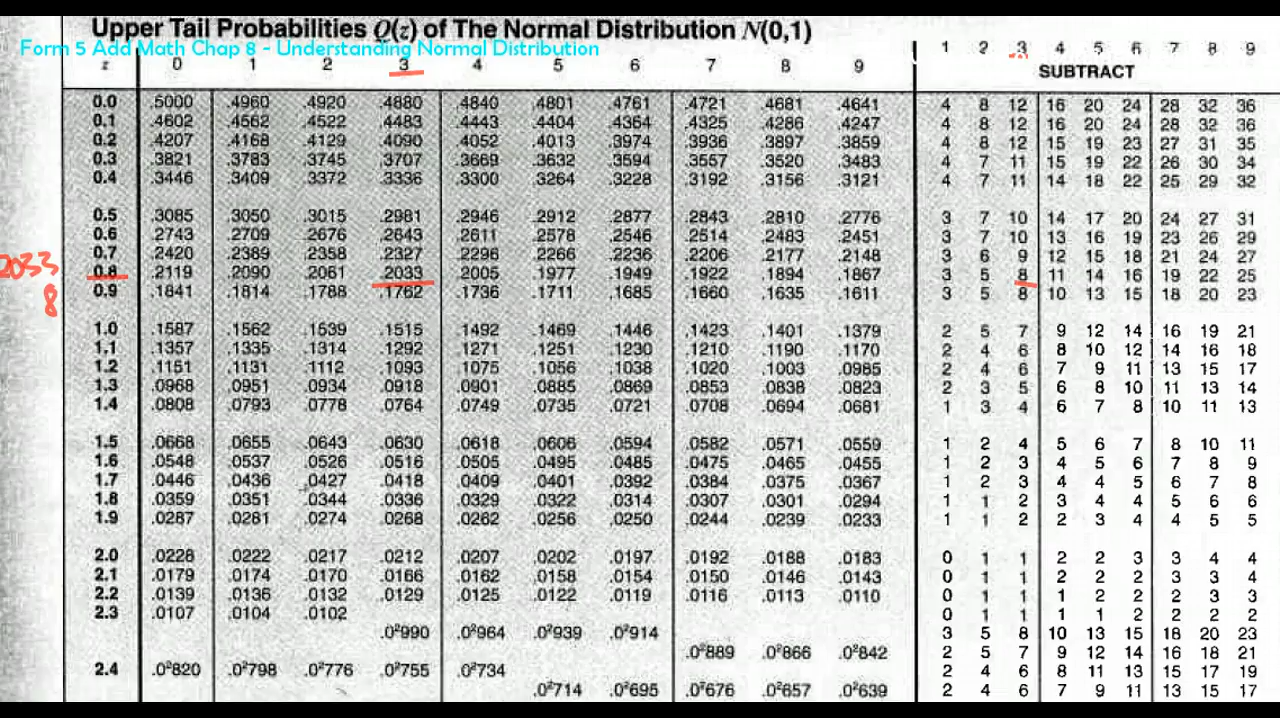 Upper Tail Probabilities Q(z) of The Normal Distribution N(0,1)
Form 5 Add Math Chap 8 - Understanding Normal Distribution
1 2 3 4 5 6 7 8 9
z 0 1 2 3 4 5 6 7 8 9 SUBTRACT
0.0 .5000 .4960 .4920 .4880 .4840 .4801 .4761 .4721 .4681 .4641 4 8 12 16 20 24 28 32 36
0.1 .4602 .4562 .4522 .4483 .4443 .4404 .4364 .4325 .4286 .4247 4 8 12 16 20 24 28 32 36
0.2 .4207 .4168 .4129 .4090 .4052 .4013 .3974 .3936 .3897 .3859 4 8 12 15 19 23 27 31 35
0.3 .3821 .3783 .3745 .3707 .3669 .3632 .3594 .3557 .3520 .3483 4 7 11 15 19 22 26 30 34
0.4 .3446 .3409 .3372 .3336 .3300 .3264 .3228 .3192 .3156 .3121 4 7 11 14 18 22 25 29 32
0.5 .3085 .3050 .3015 .2981 .2946 .2912 .2877 .2843 .2810 .2776 3 7 10 14 17 20 24 27 31
0.6 .2743 .2709 .2676 .2643 .2611 .2578 .2546 .2514 .2483 .2451 3 7 10 13 16 19 23 26 29
0.7 .2420 .2389 .2358 .2327 .2296 .2266 .2236 .2206 .2177 .2148 3 6 9 12 15 18 21 24 27
2033
0.8 .2119 .2090 .2061 .2033 .2005 .1977 .1949 .1922 .1894 .1867 3 5 8 11 14 16 19 22 25
8
0.9 .1841 .1814 .1788 .1762 .1736 .1711 .1685 .1660 .1635 .1611 3 5 8 10 13 15 18 20 23
1.0 .1587 .1562 .1539 .1515 .1492 .1469 .1446 .1423 .1401 .1379 2 5 7 9 12 14 16 19 21
1.1 .1357 .1335 .1314 .1292 .1271 .1251 .1230 .1210 .1190 .1170 2 4 6 8 10 12 14 16 18
1.2 .1151 .1131 .1112 .1093 .1075 .1056 .1038 .1020 .1003 .0985 2 4 6 7 9 11 13 15 17
1.3 .0968 .0951 .0934 .0918 .0901 .0885 .0869 .0853 .0838 .0823 2 3 5 6 8 10 11 13 14
1.4 .0808 .0793 .0778 .0764 .0749 .0735 .0721 .0708 .0694 .0681 1 3 4 6 7 8 10 11 13
1.5 .0668 .0655 .0643 .0630 .0618 .0606 .0594 .0582 .0571 .0559 1 2 4 5 6 7 8 10 11
1.6 .0548 .0537 .0526 .0516 .0505 .0495 .0485 .0475 .0465 .0455 1 2 3 4 5 6 7 8 9
1.7 .0446 .0436 .0427 .0418 .0409 .0401 .0392 .0384 .0375 .0367 1 2 3 4 4 5 6 7 8
1.8 .0359 .0351 .0344 .0336 .0329 .0322 .0314 .0307 .0301 .0294 1 1 2 3 4 4 5 6 6
1.9 .0287 .0281 .0274 .0268 .0262 .0256 .0250 .0244 .0239 .0233 1 1 2 2 3 4 4 5 5
2.0 .0228 .0222 .0217 .0212 .0207 .0202 .0197 .0192 .0188 .0183 0 1 1 2 2 3 3 4 4
2.1 .0179 .0174 .0170 .0166 .0162 .0158 .0154 .0150 .0146 .0143 0 1 1 2 2 2 3 3 4
2.2 .0139 .0136 .0132 .0129 .0125 .0122 .0119 .0116 .0113 .0110 0 1 1 1 2 2 2 3 3
2.3 .0107 .0104 .0102 0 1 1 1 1 2 2 2 2
.0²990 .0²964 .0²939 .0²914 3 5 8 10 13 15 18 20 23
.0²889 .0²866 .0²842 2 5 7 9 12 14 16 18 21
2.4 .0²820 .0²798 .0²776 .0²755 .0²734 2 4 6 8 11 13 15 17 19
.0²714 .0²695 .0²676 .0²657 .0²639 2 4 6 7 9 11 13 15 17